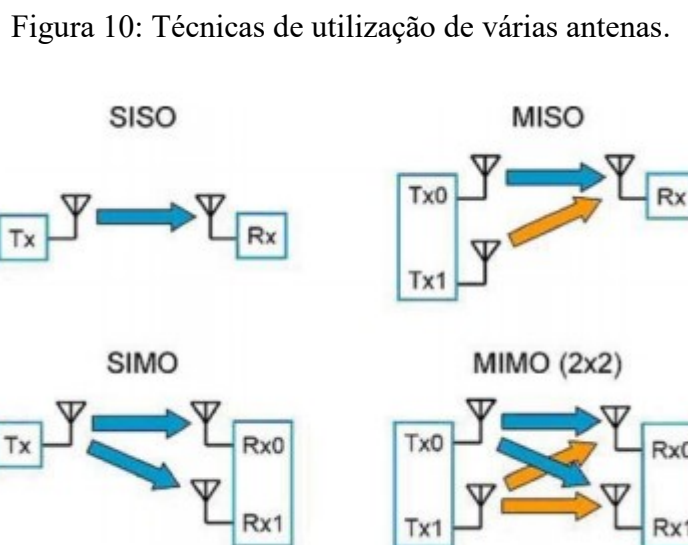 Figura 10: Técnicas de utilização de várias antenas.
SISO
Tx
Rx
MISO
Tx0
Tx1
Rx
SIMO
Tx
Rx0
Rx1
MIMO (2x2)
Tx0
Tx1
Rx0
Rx1